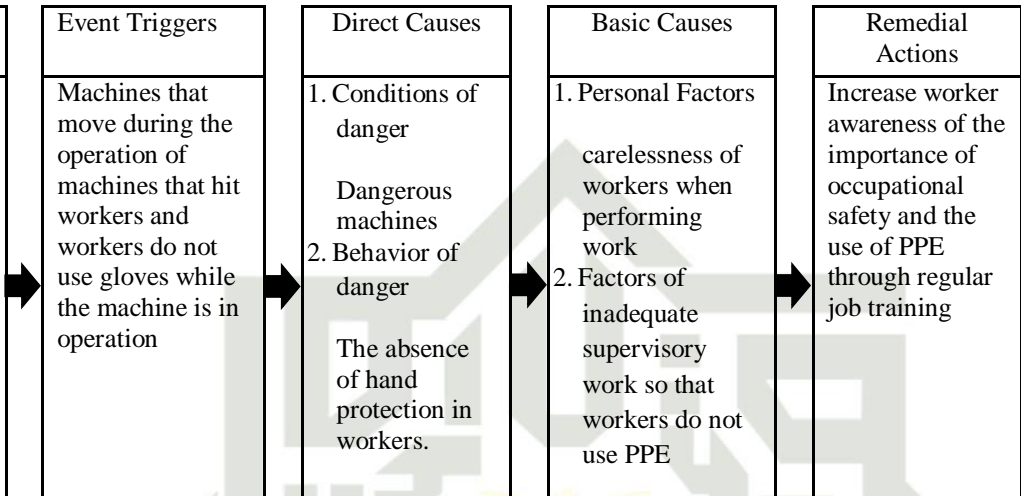 Event Triggers
Machines that
move during the
operation of
machines that hit
workers and
workers do not
use gloves while
the machine is in
operation
Direct Causes
1. Conditions of
danger
Dangerous
machines
2. Behavior of
danger
The absence
of hand
protection in
workers.
Basic Causes
1. Personal Factors
carelessness of
workers when
performing
work
2. Factors of
inadequate
supervisory
work so that
workers do not
use PPE
Remedial
Actions
Increase worker
awareness of the
importance of
occupational
safety and the
use of PPE
through regular
job training